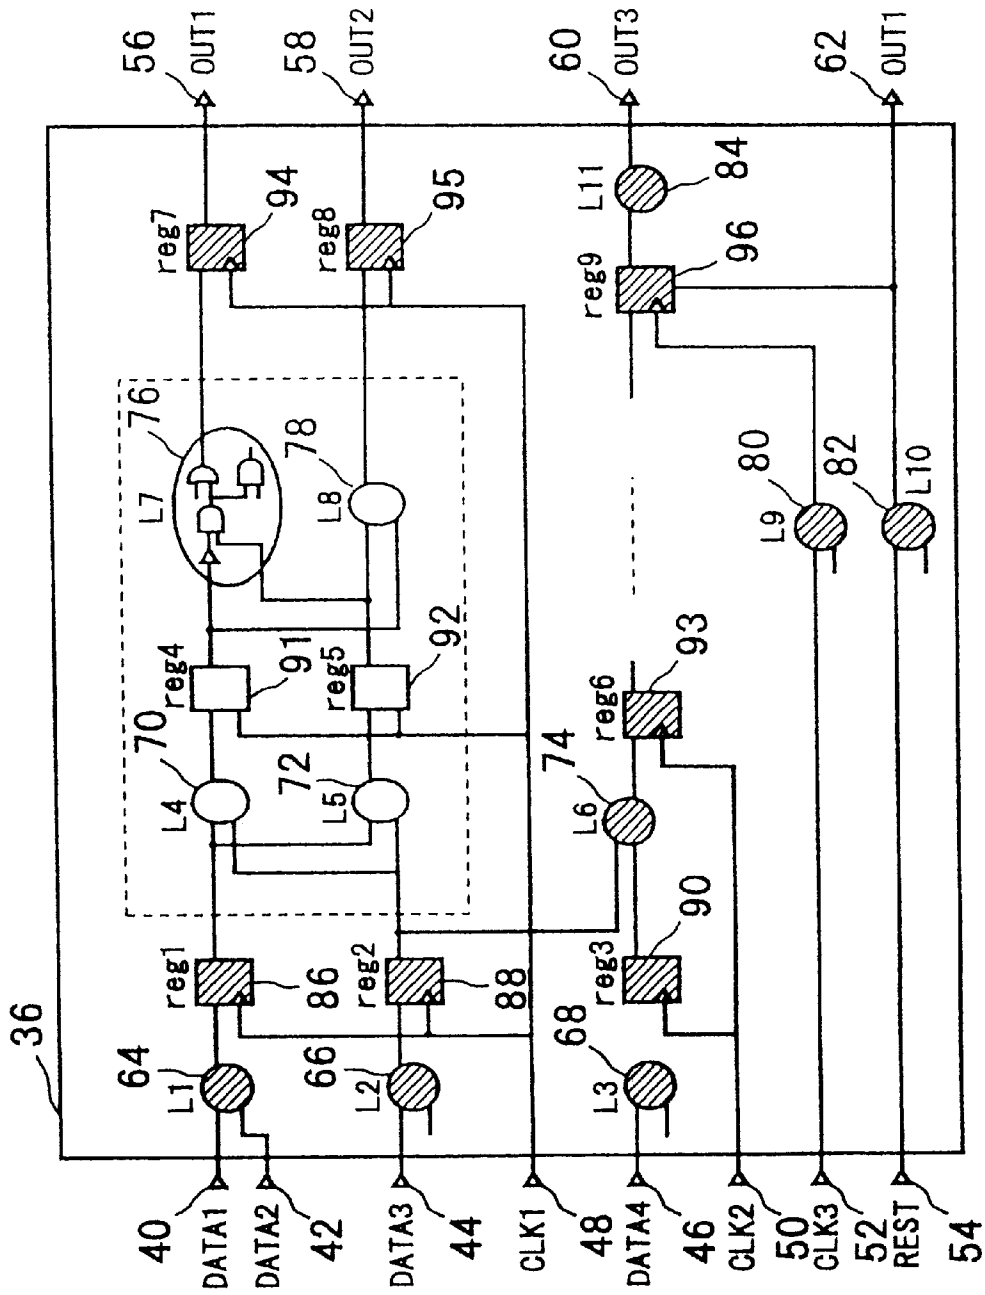 36
56
OUT1
58
OUT2
60
OUT3
62
OUT1
reg7
94
reg8
95
L11
84
reg9
96
76
L7
78
L8
80
L9
82
L10
reg4
91
reg5
92
reg6
93
70
L4
72
L5
74
L6
reg1
86
reg2
88
reg3
90
64
L1
66
L2
68
L3
40
DATA1
DATA2
42
DATA3
44
CLK1
48
DATA4
46
CLK2
50
CLK3
52
REST
54